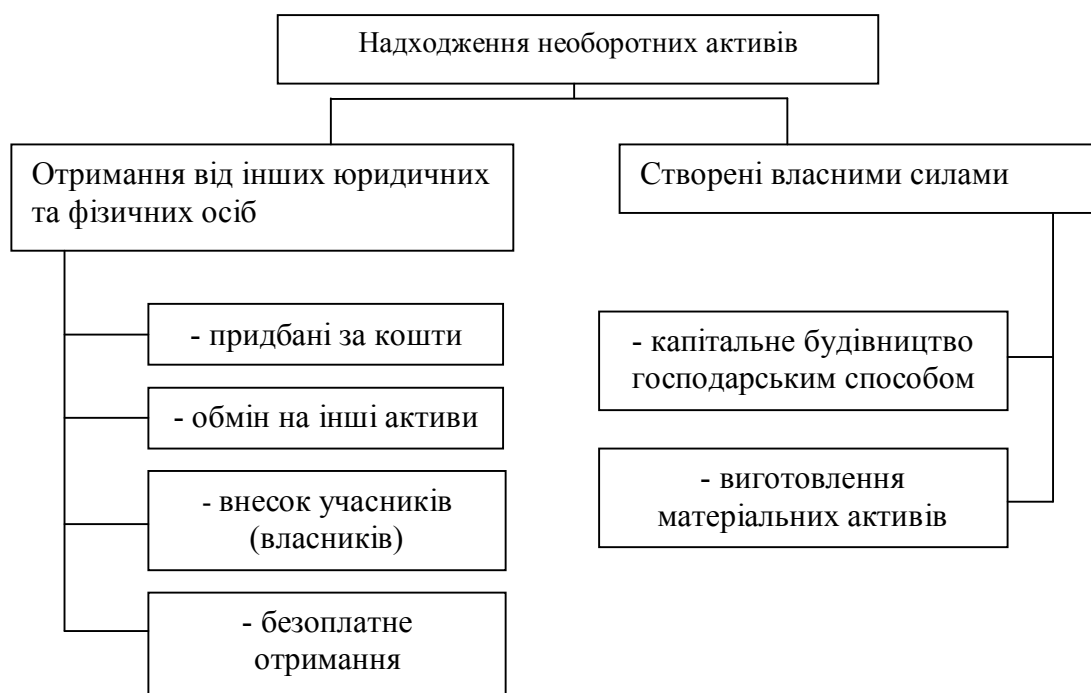 Надходження необоротних активів
Отримання від інших юридичних
та фізичних осіб
- придбані за кошти
- обмін на інші активи
- внесок учасників
(власників)
- безоплатне
отримання
Створені власними силами
- капітальне будівництво
господарським способом
- виготовлення
матеріальних активів